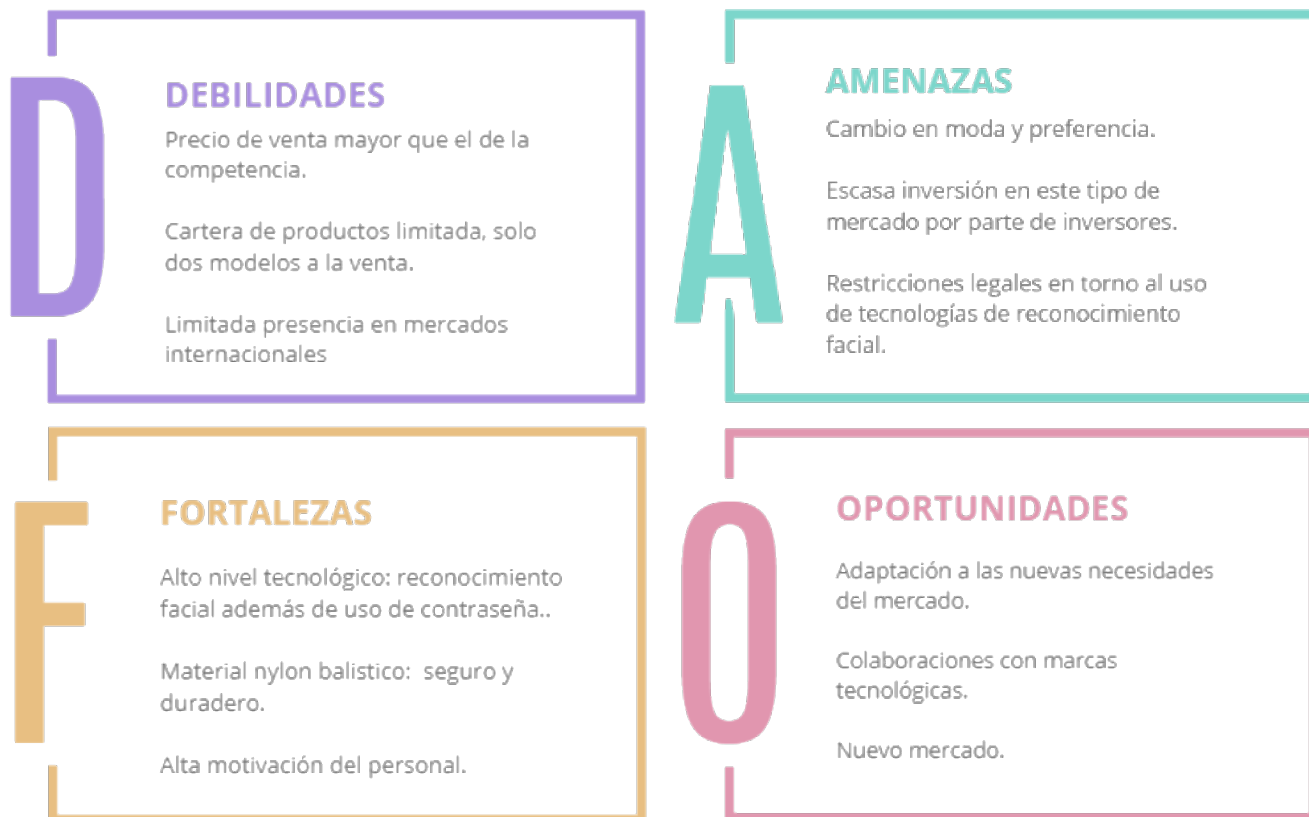 D
DEBILIDADES
Precio de venta mayor que el de la
competencia.
Cartera de productos limitada, solo
dos modelos a la venta.
Limitada presencia en mercados
internacionales
A
AMENAZAS
Cambio en moda y preferencia.
Escasa inversión en este tipo de
mercado por parte de inversores.
Restricciones legales en torno al uso
de tecnologías de reconocimiento
facial.
F
FORTALEZAS
Alto nivel tecnológico: reconocimiento
facial además de uso de contraseña..
Material nylon balistico:  seguro y
duradero.
Alta motivación del personal.
O
OPORTUNIDADES
Adaptación a las nuevas necesidades
del mercado.
Colaboraciones con marcas
tecnológicas.
Nuevo mercado.